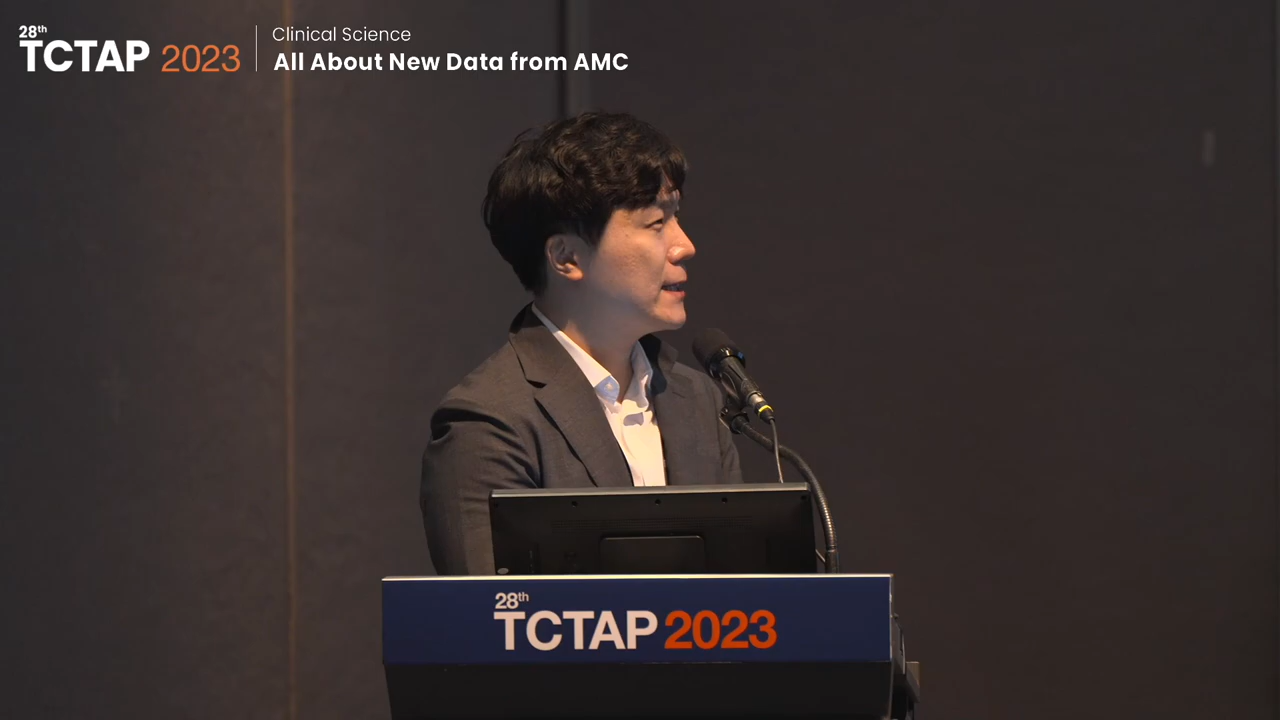 28th
TCTAP 2023
Clinical Science
All About New Data from AMC
28th
TCTAP 2023